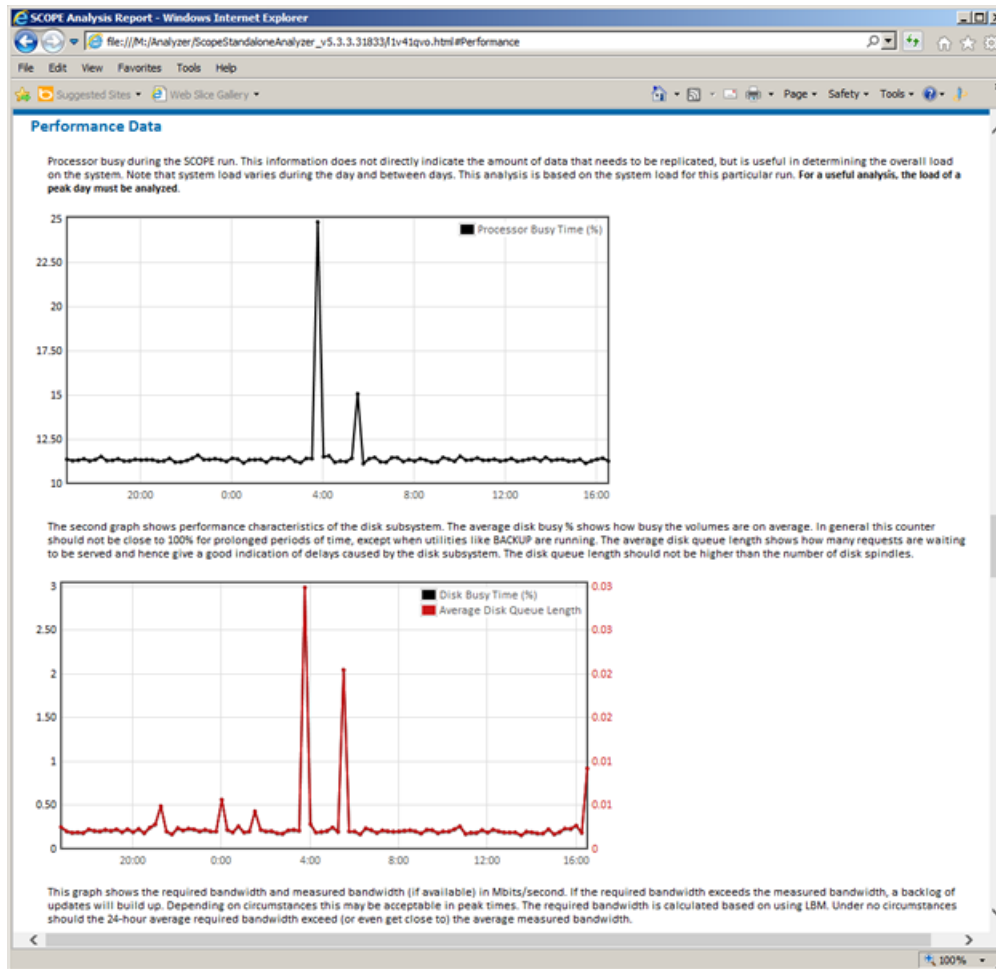 SCOPE Analysis Report - Windows Internet Explorer
file:///M:/Analyzer/ScopeStandaloneAnalyzer_v5.3.3.31833/l1v41qvo.html#Performance
File Edit View Favorites Tools Help
Suggested Sites Web Slice Gallery Page Safety Tools
Performance Data
Processor busy during the SCOPE run. This information does not directly indicate the amount of data that needs to be replicated, but is useful in determining the overall load
on the system. Note that system load varies during the day and between days. This analysis is based on the system load for this particular run. For a useful analysis, the load of a
peak day must be analyzed.
25
Processor Busy Time (%)
22.50
20
17.50
15
12.50
10
20:00 0:00 4:00 8:00 12:00 16:00
The second graph shows performance characteristics of the disk subsystem. The average disk busy % shows how busy the volumes are on average. In general this counter
should not be close to 100% for prolonged periods of time, except when utilities like BACKUP are running. The average disk queue length shows how many requests are waiting
to be served and hence give a good indication of delays caused by the disk subsystem. The disk queue length should not be higher than the number of disk spindles.
3 0.03
Disk Busy Time (%)
Average Disk Queue Length
2.50 0.03
2 0.02
1.50 0.02
1 0.01
0.50 0.01
0 0
20:00 0:00 4:00 8:00 12:00 16:00
This graph shows the required bandwidth and measured bandwidth (if available) in Mbits/second. If the required bandwidth exceeds the measured bandwidth, a backlog of
updates will build up. Depending on circumstances this may be acceptable in peak times. The required bandwidth is calculated based on using LBM. Under no circumstances
should the 24-hour average required bandwidth exceed (or even get close to) the average measured bandwidth.
100%